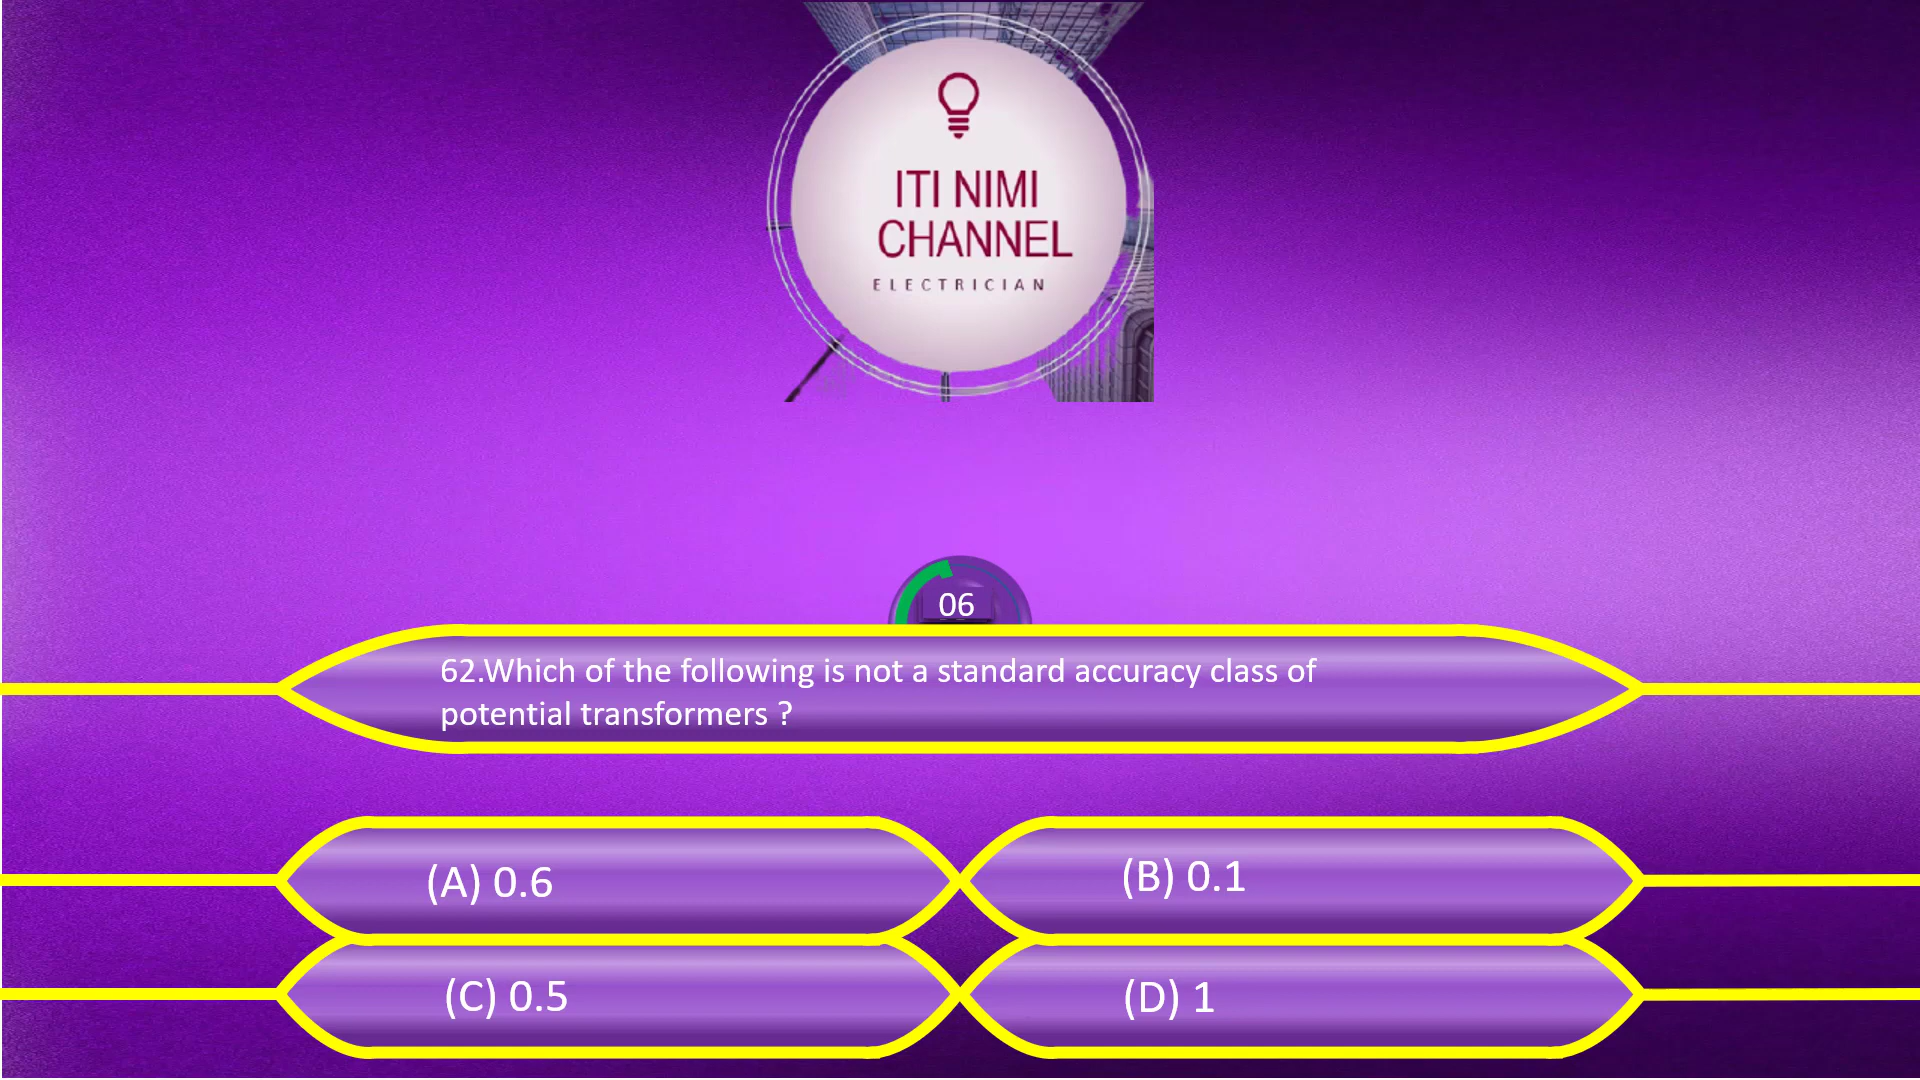 ITI NIMI
CHANNEL
ELECTRICIAN
06
62.Which of the following is not a standard accuracy class of
potential transformers ?
(A) 0.6
(B) 0.1
(C) 0.5
(D) 1